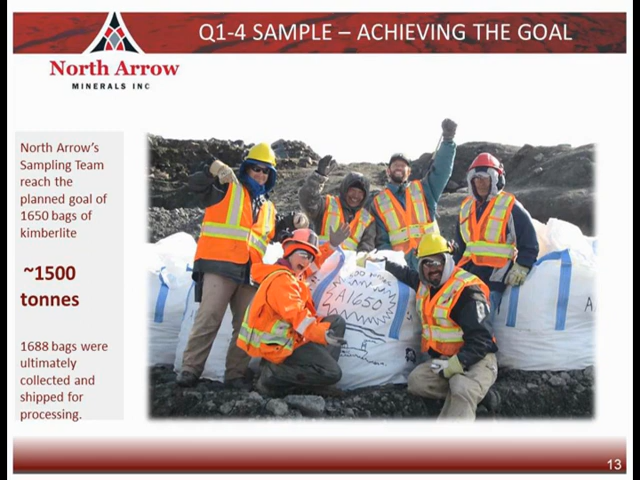 Q1-4 SAMPLE – ACHIEVING THE GOAL
North Arrow
MINERALS INC
North Arrow's
Sampling Team
reach the
planned goal of
1650 bags of
kimberlite
~1500
tonnes
1688 bags were
ultimately
collected and
shipped for
processing.
A1650
A
13